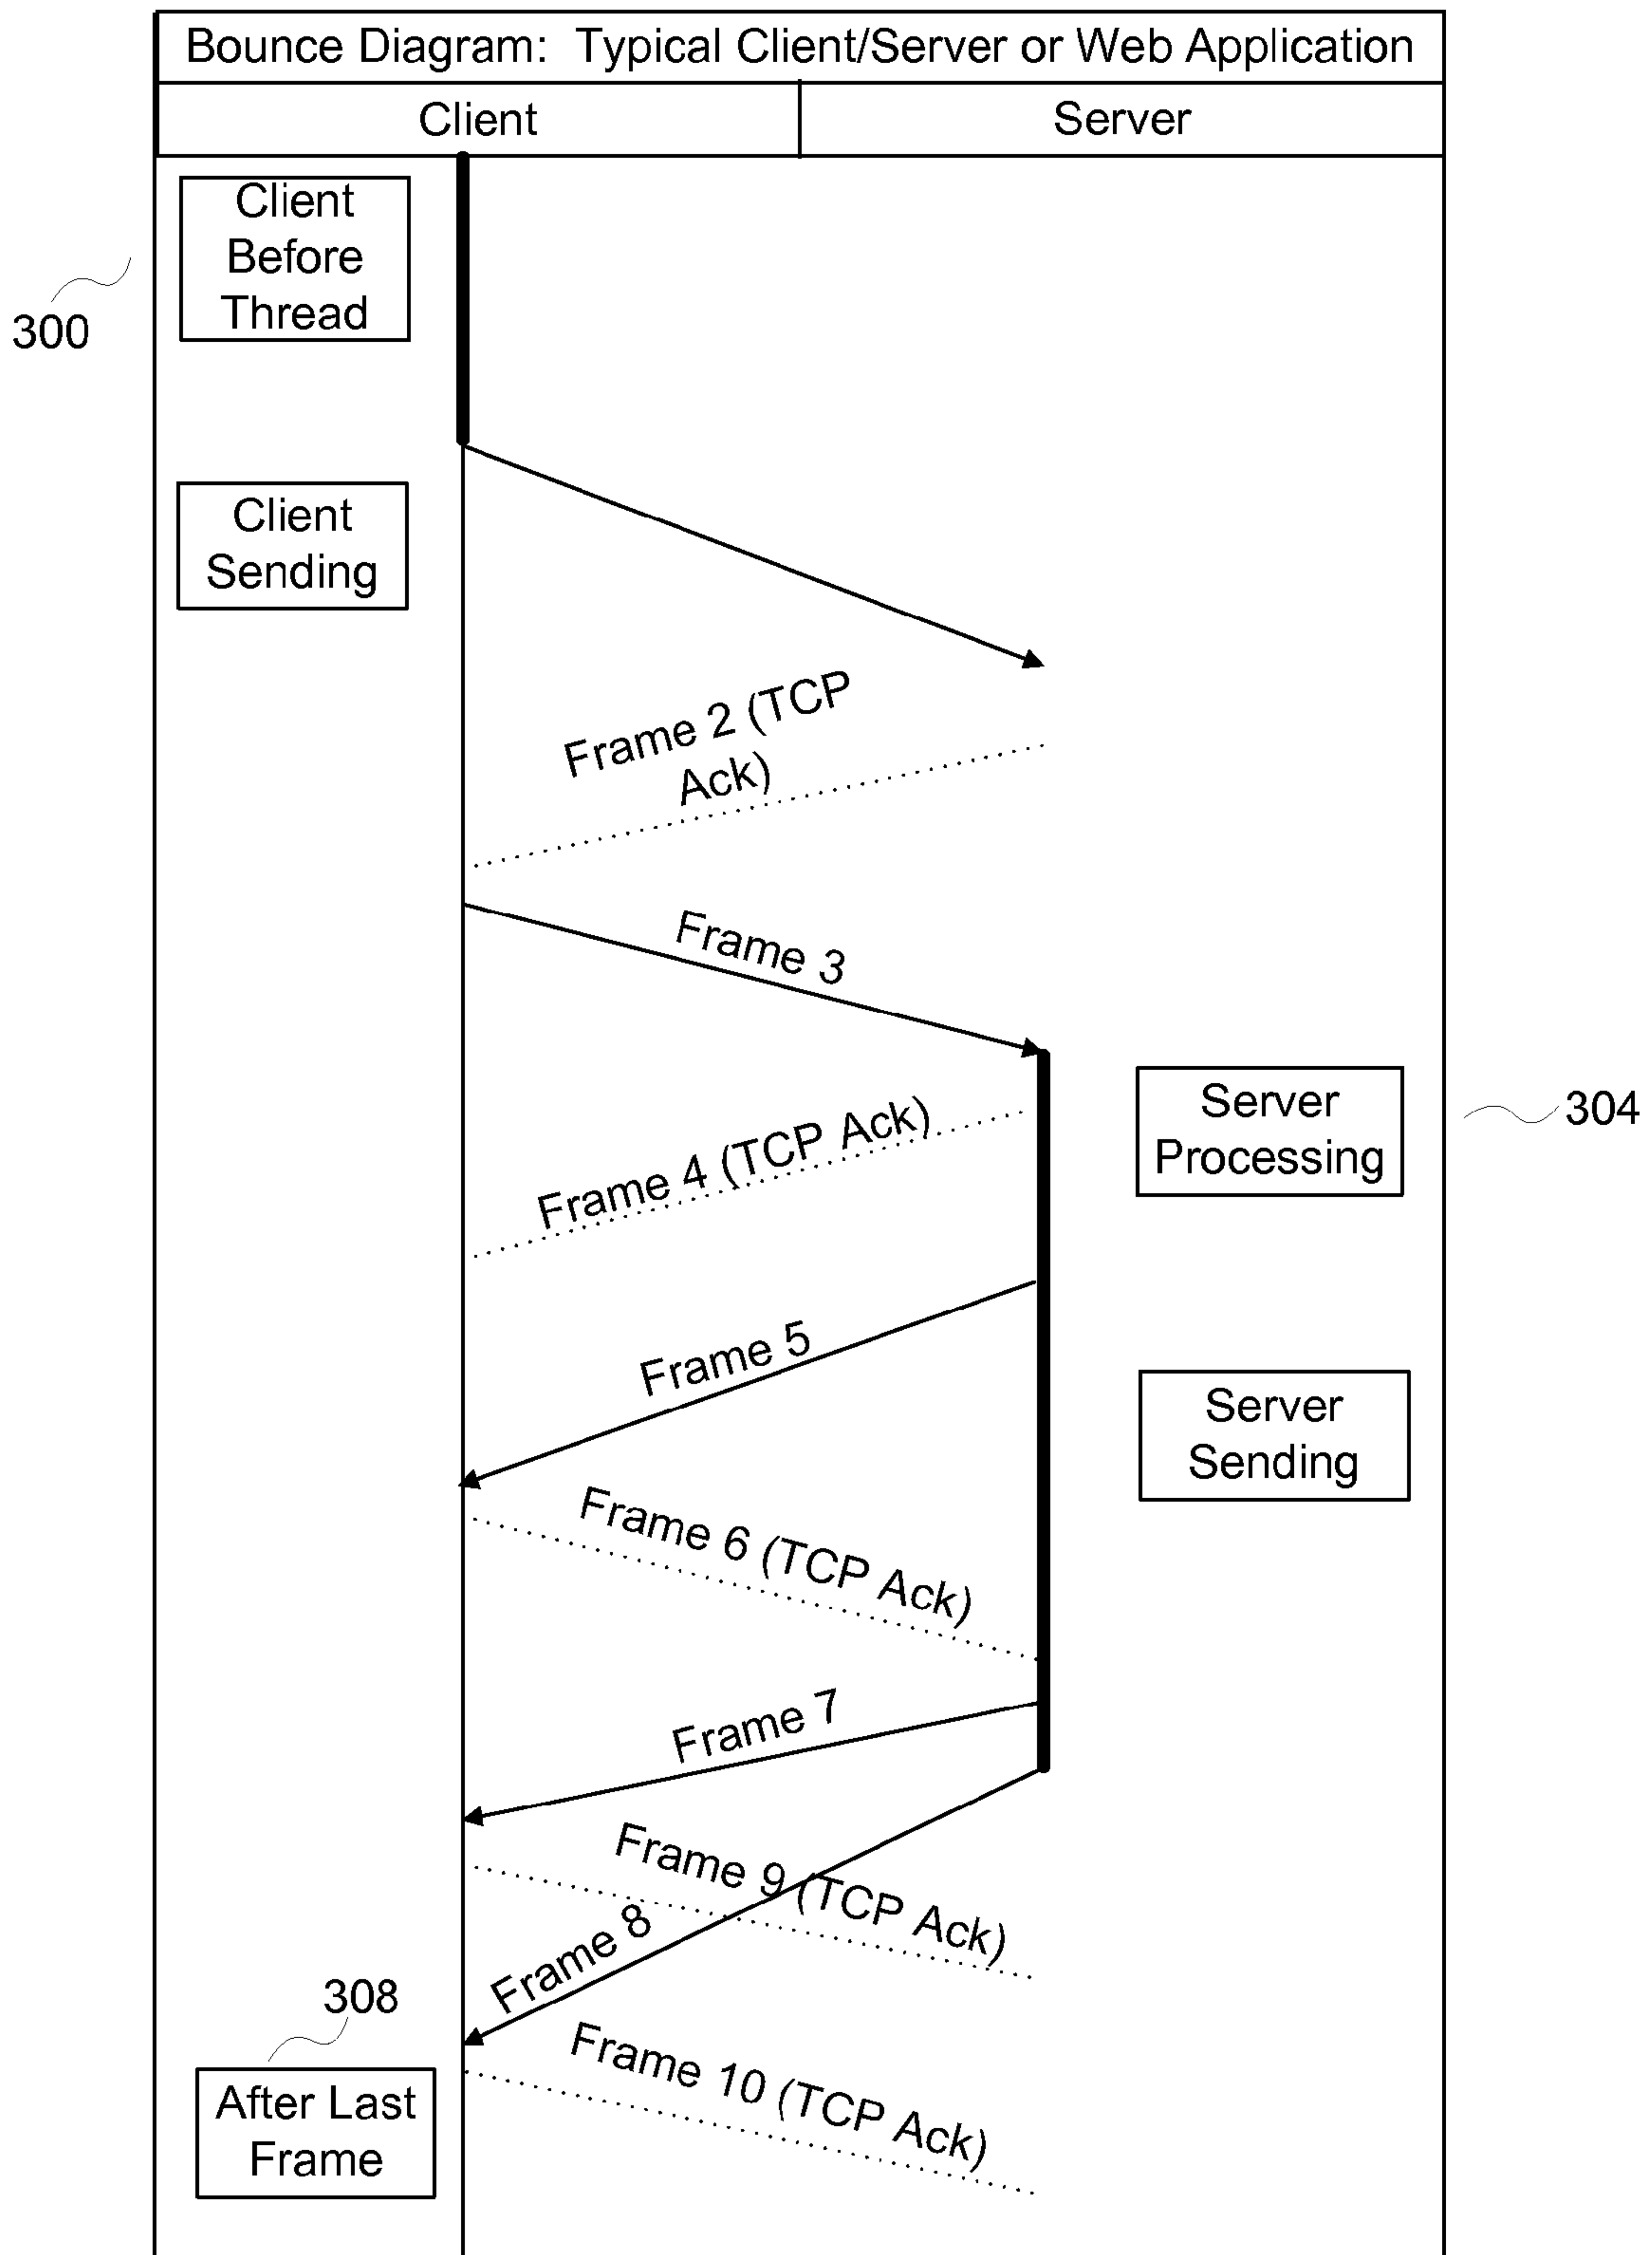 Bounce Diagram: Typical Client/Server or Web Application
Client
Server
Client
Before
Thread
300
Client
Sending
Frame 2 (TCP
Ack)
Frame 3
Server
Processing
304
Frame 4 (TCP Ack)
Frame 5
Server
Sending
Frame 6 (TCP Ack)
Frame 7
Frame 9 (TCP Ack)
Frame 8
308
After Last
Frame
Frame 10 (TCP Ack)